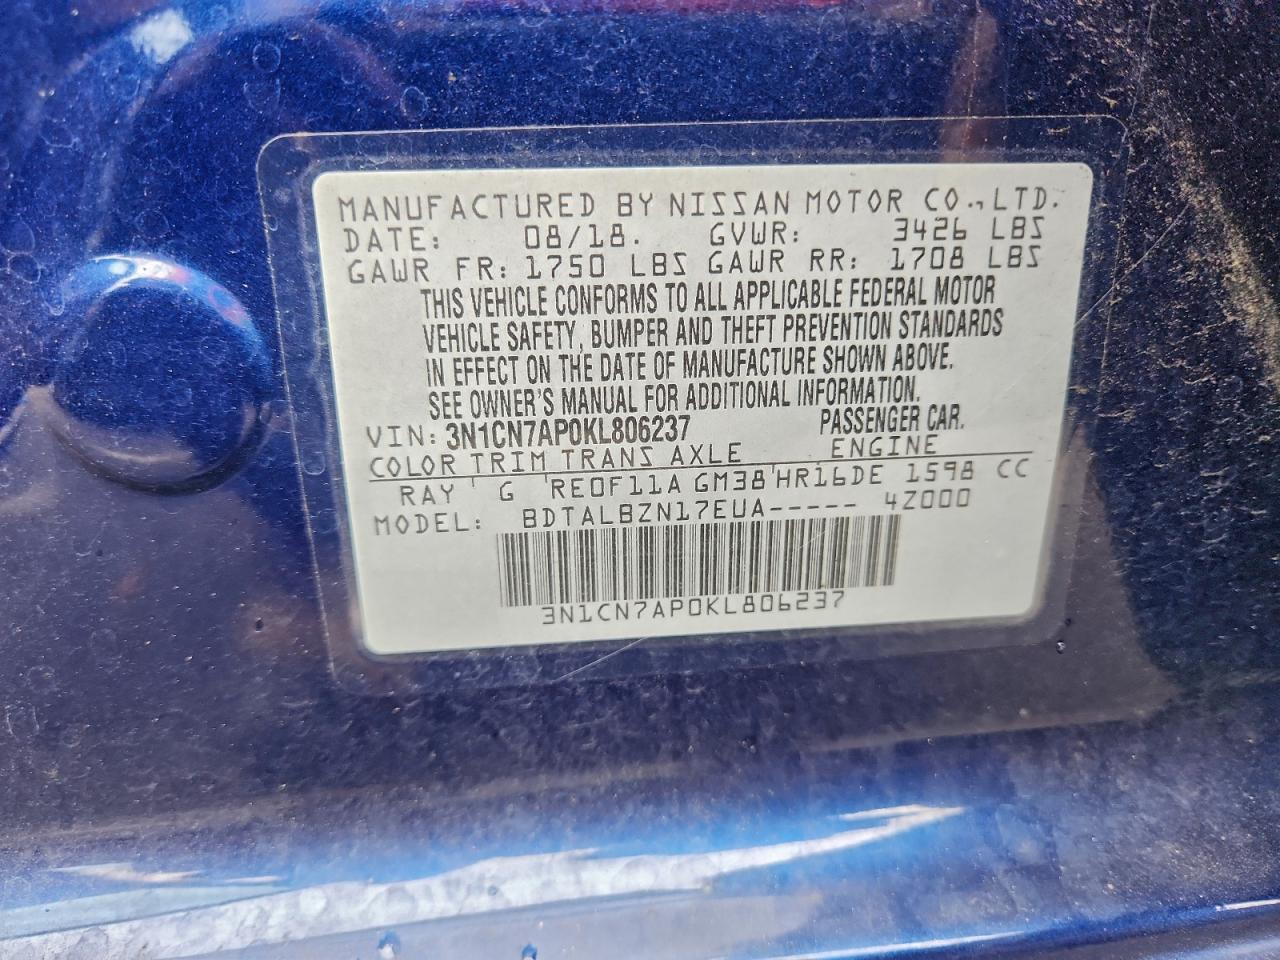 MANUFACTURED BY NISSAN MOTOR CO., LTD.
DATE: 08/18. GVWR: 3426 LBS
GAWR FR: 1750 LBS GAWR RR: 1708 LBS
THIS VEHICLE CONFORMS TO ALL APPLICABLE FEDERAL MOTOR
VEHICLE SAFETY, BUMPER AND THEFT PREVENTION STANDARDS
IN EFFECT ON THE DATE OF MANUFACTURE SHOWN ABOVE.
SEE OWNER'S MANUAL FOR ADDITIONAL INFORMATION.
VIN: 3N1CN7AP0KL806237 PASSENGER CAR.
COLOR TRIM TRANS AXLE ENGINE
RAY G RE0F11A GM38 HR16DE 1598 CC
MODEL: BDTALBZN17EUA----- 4Z000
3N1CN7AP0KL806237